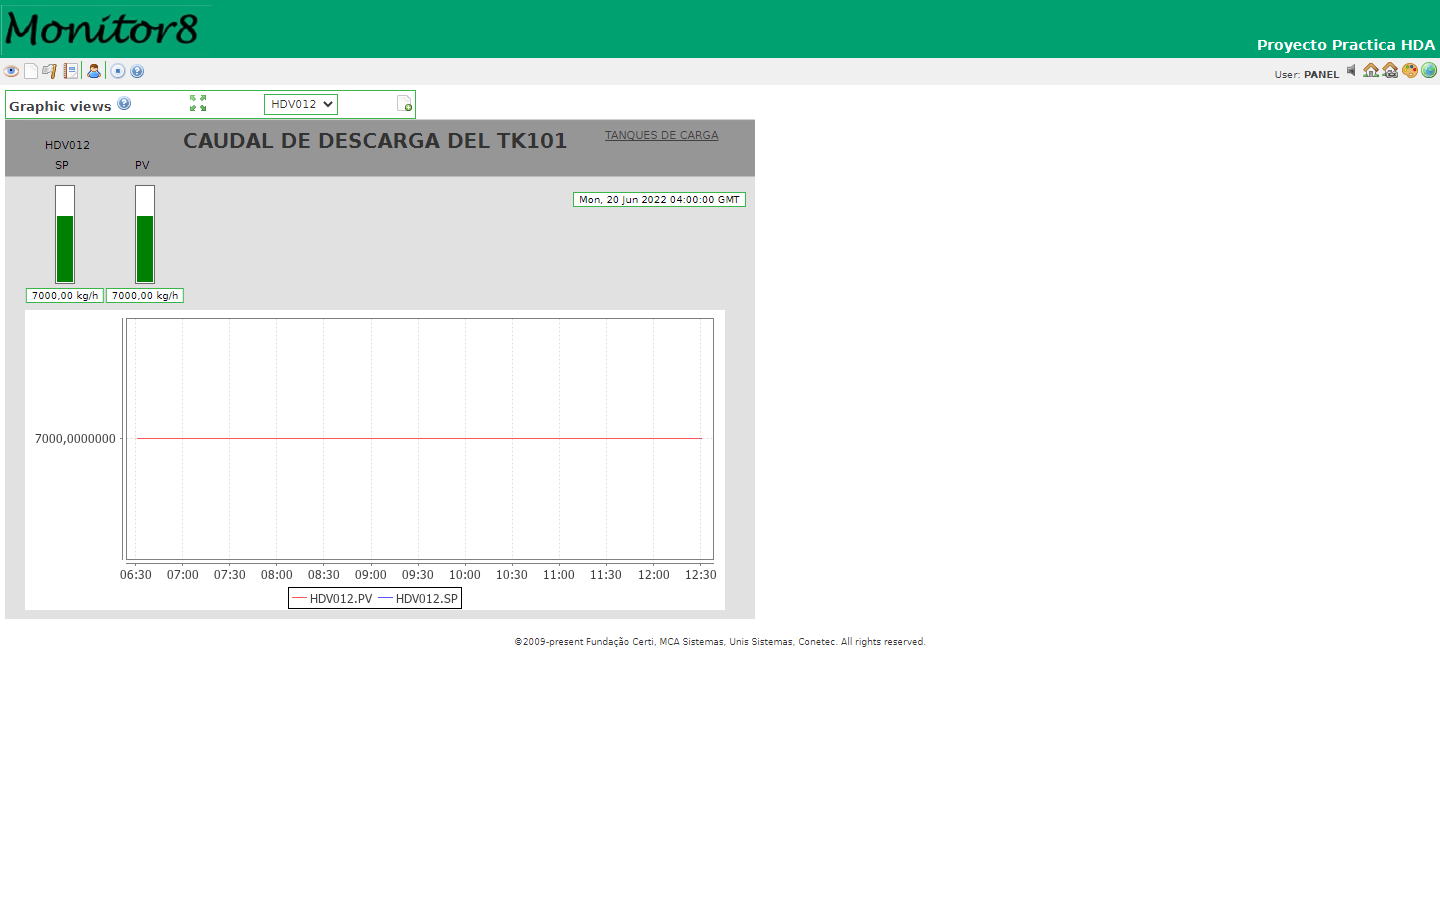 Monitor8
Proyecto Practica HDA
User: PANEL
Graphic views
HDV012
HDV012
CAUDAL DE DESCARGA DEL TK101
TANQUES DE CARGA
SP PV
Mon, 20 Jun 2022 04:00:00 GMT
7000,00 kg/h 7000,00 kg/h
7000,0000000
06:30 07:00 07:30 08:00 08:30 09:00 09:30 10:00 10:30 11:00 11:30 12:00 12:30
HDV012.PV HDV012.SP
©2009-present Fundação Certi, MCA Sistemas, Unis Sistemas, Conetec. All rights reserved.